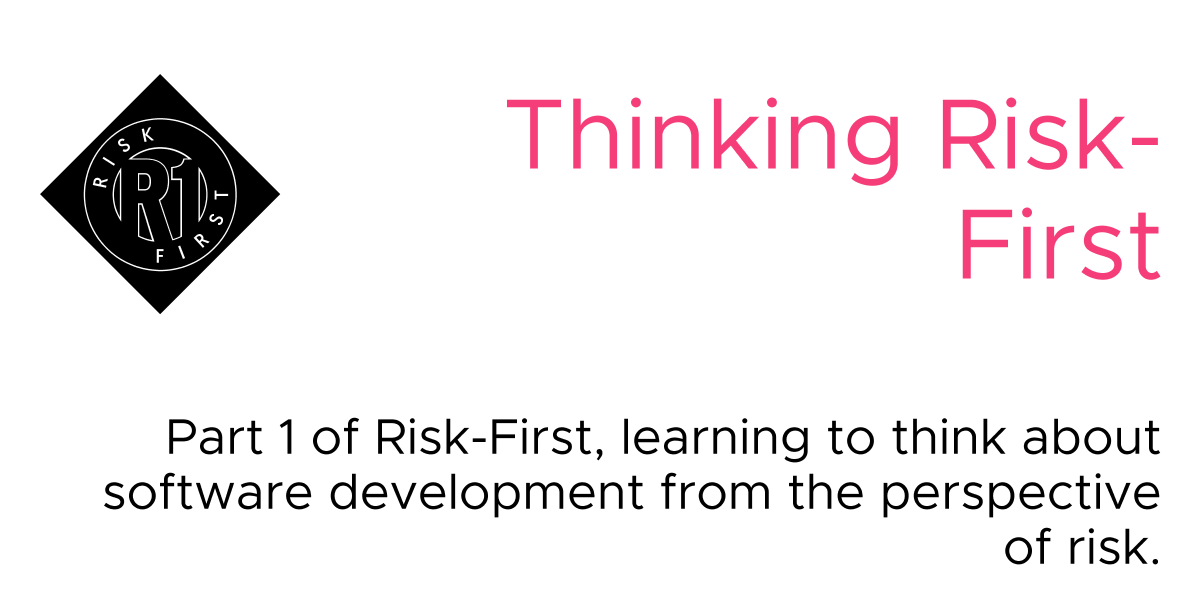 RISK
R1
FIRST
Thinking Risk-
First
Part 1 of Risk-First, learning to think about
software development from the perspective
of risk.